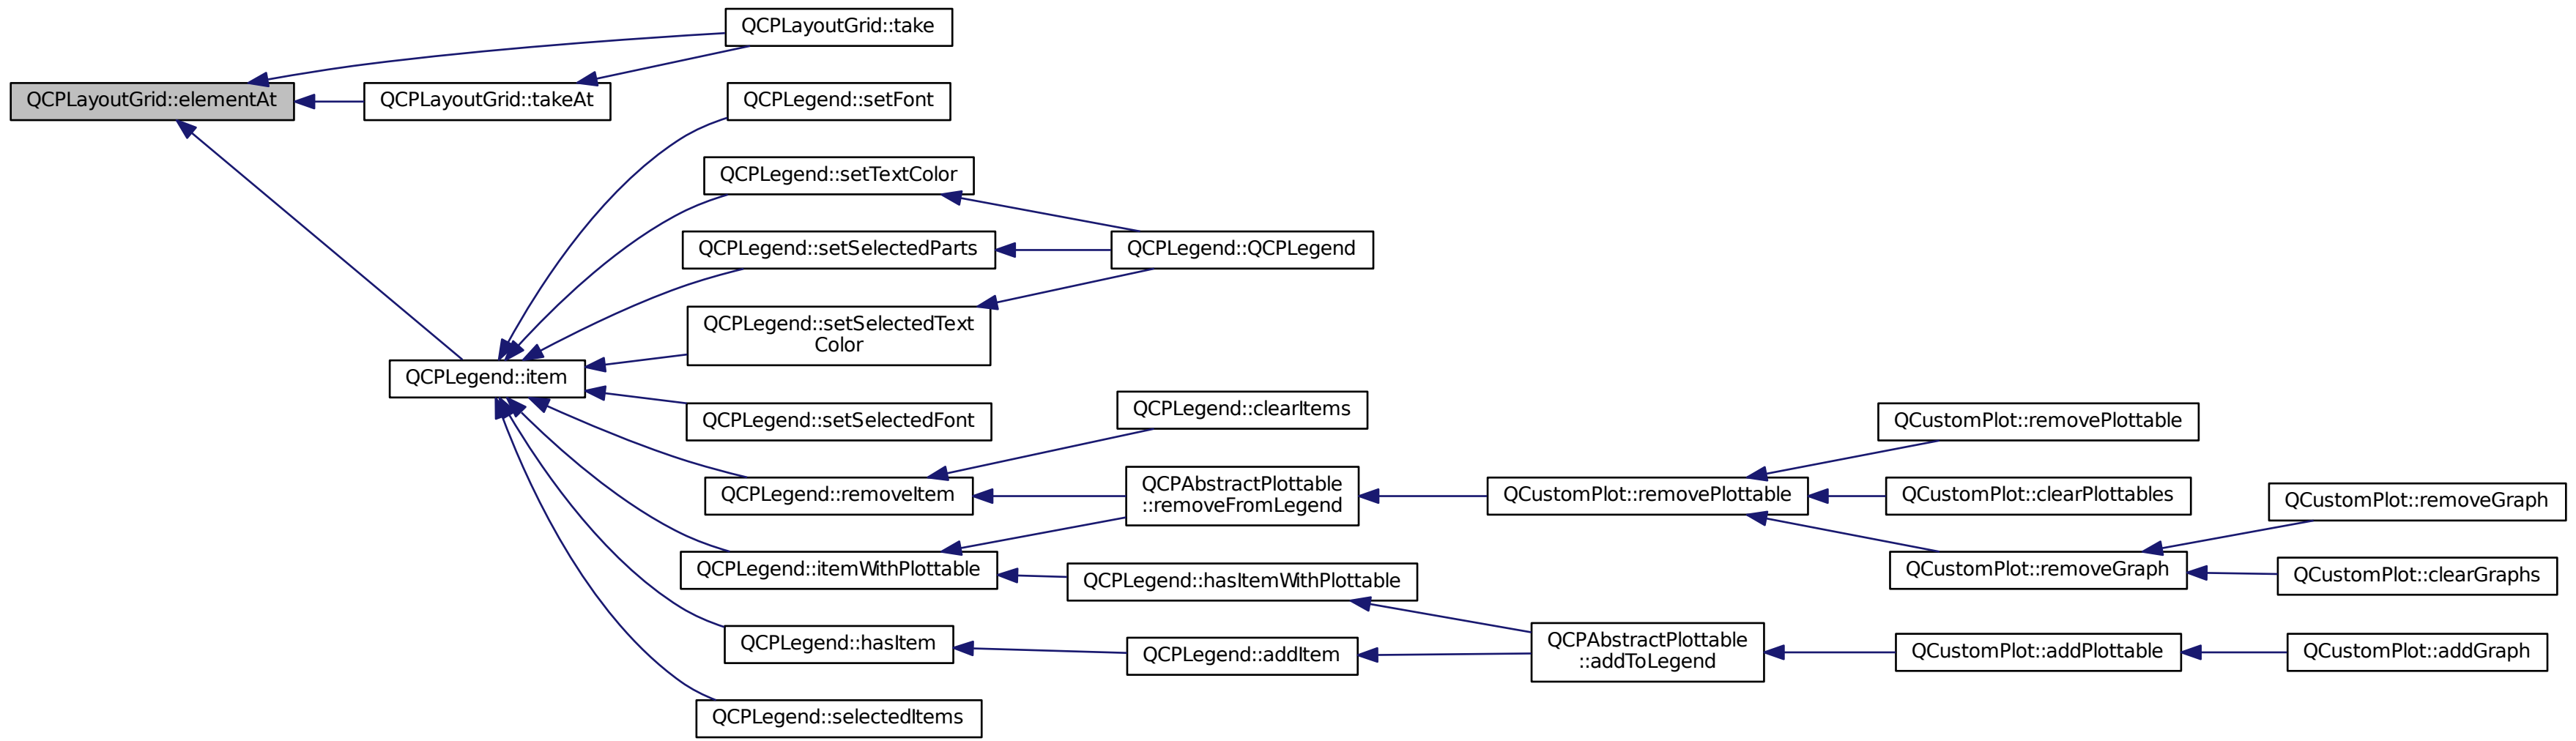 QCPLayoutGrid::take
QCPLayoutGrid::elementAt
QCPLayoutGrid::takeAt
QCPLegend::setFont
QCPLegend::setTextColor
QCPLegend::setSelectedParts
QCPLegend::QCPLegend
QCPLegend::setSelectedText
Color
QCPLegend::item
QCPLegend::setSelectedFont
QCPLegend::clearItems
QCustomPlot::removePlottable
QCPLegend::removeItem
QCPAbstractPlottable
::removeFromLegend
QCustomPlot::removePlottable
QCustomPlot::clearPlottables
QCustomPlot::removeGraph
QCPLegend::itemWithPlottable
QCPLegend::hasItemWithPlottable
QCustomPlot::removeGraph
QCustomPlot::clearGraphs
QCPLegend::hasItem
QCPLegend::addItem
QCPAbstractPlottable
::addToLegend
QCustomPlot::addPlottable
QCustomPlot::addGraph
QCPLegend::selectedItems